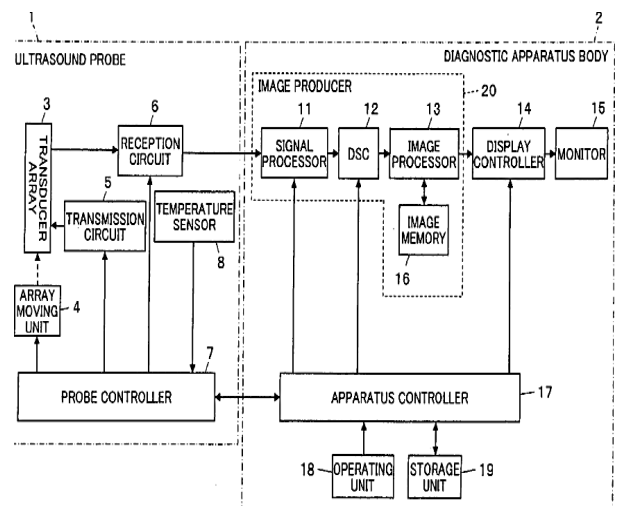 1
2
ULTRASOUND PROBE
DIAGNOSTIC APPARATUS BODY
IMAGE PRODUCER
20
3
6
11
12
13
14
15
TRANSDUCER
ARRAY
RECEPTION
CIRCUIT
SIGNAL
PROCESSOR
DSC
IMAGE
PROCESSOR
DISPLAY
CONTROLLER
MONITOR
5
TRANSMISSION
CIRCUIT
TEMPERATURE
SENSOR
8
IMAGE
MEMORY
16
ARRAY
MOVING
UNIT
4
7
PROBE CONTROLLER
APPARATUS CONTROLLER
17
18
OPERATING
UNIT
STORAGE
UNIT
19